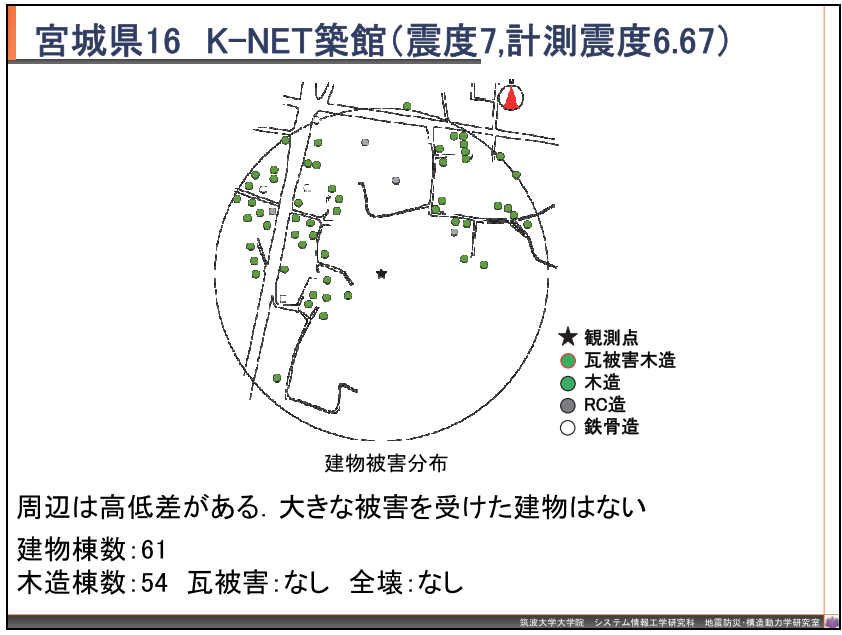 宮城県16 K-NET築館(震度7,計測震度6.67)
N
観測点
瓦被害木造
木造
RC造
鉄骨造
建物被害分布
周辺は高低差がある．大きな被害を受けた建物はない
建物棟数:61
木造棟数:54 瓦被害:なし 全壊:なし
筑波大学大学院 システム情報工学研究科 地震防災・構造動力学研究室